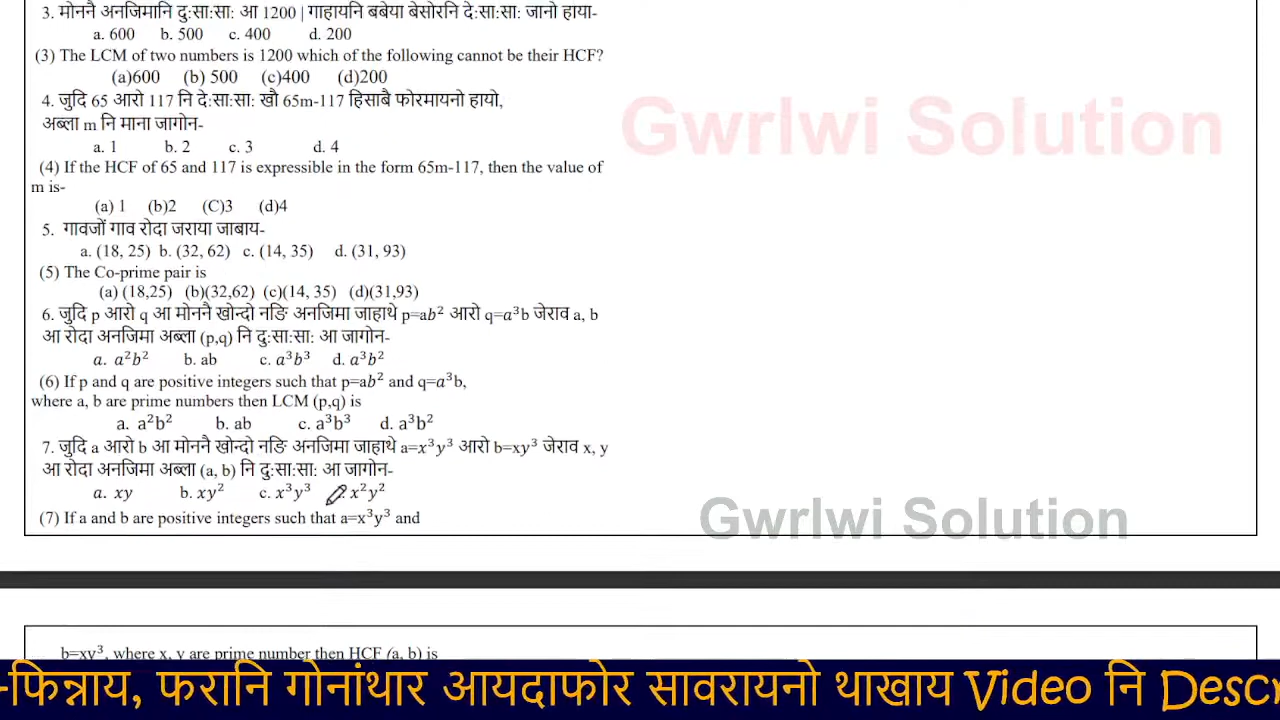 3. मोननै अनजिमानि दु:सा:सा: आ 1200 | गाहायनि बबेया बेसोरनि दे:सा:सा: जानो हाया-
a. 600 b. 500 c. 400 d. 200
(3) The LCM of two numbers is 1200 which of the following cannot be their HCF?
(a)600 (b) 500 (c)400 (d)200
4. जुदि 65 आरो 117 नि दे:सा:सा: खौ 65m-117 हिसाबै फोरमायनो हायो,
अब्ला m नि माना जागोन-
a. 1 b. 2 c. 3 d. 4
(4) If the HCF of 65 and 117 is expressible in the form 65m-117, then the value of
m is-
(a) 1 (b)2 (C)3 (d)4
5. गावजों गाव रोदा जराया जाबाय-
a. (18, 25) b. (32, 62) c. (14, 35) d. (31, 93)
(5) The Co-prime pair is
(a) (18,25) (b)(32,62) (c)(14, 35) (d)(31,93)
6. जुदि p आरो q आ मोननै खोन्दो नङि अनजिमा जाहाथे p=ab² आरो q=a³b जेराव a, b
आ रोदा अनजिमा अब्ला (p,q) नि दु:सा:सा: आ जागोन-
a. a²b² b. ab c. a³b³ d. a³b²
(6) If p and q are positive integers such that p=ab² and q=a³b,
where a, b are prime numbers then LCM (p,q) is
a. a²b² b. ab c. a³b³ d. a³b²
7. जुदि a आरो b आ मोननै खोन्दो नङि अनजिमा जाहाथे a=x³y³ आरो b=xy³ जेराव x, y
आ रोदा अनजिमा अब्ला (a, b) नि दु:सा:सा: आ जागोन-
a. xy b. xy² c. x³y³ x²y²
(7) If a and b are positive integers such that a=x³y³ and
b=xy³, where x, y are prime number then HCF (a, b) is
Gwrlwi Solution
Gwrlwi Solution
-फिन्नाय, फरानि गोनांथार आयदाफोर सावरायनो थाखाय Video नि Desc